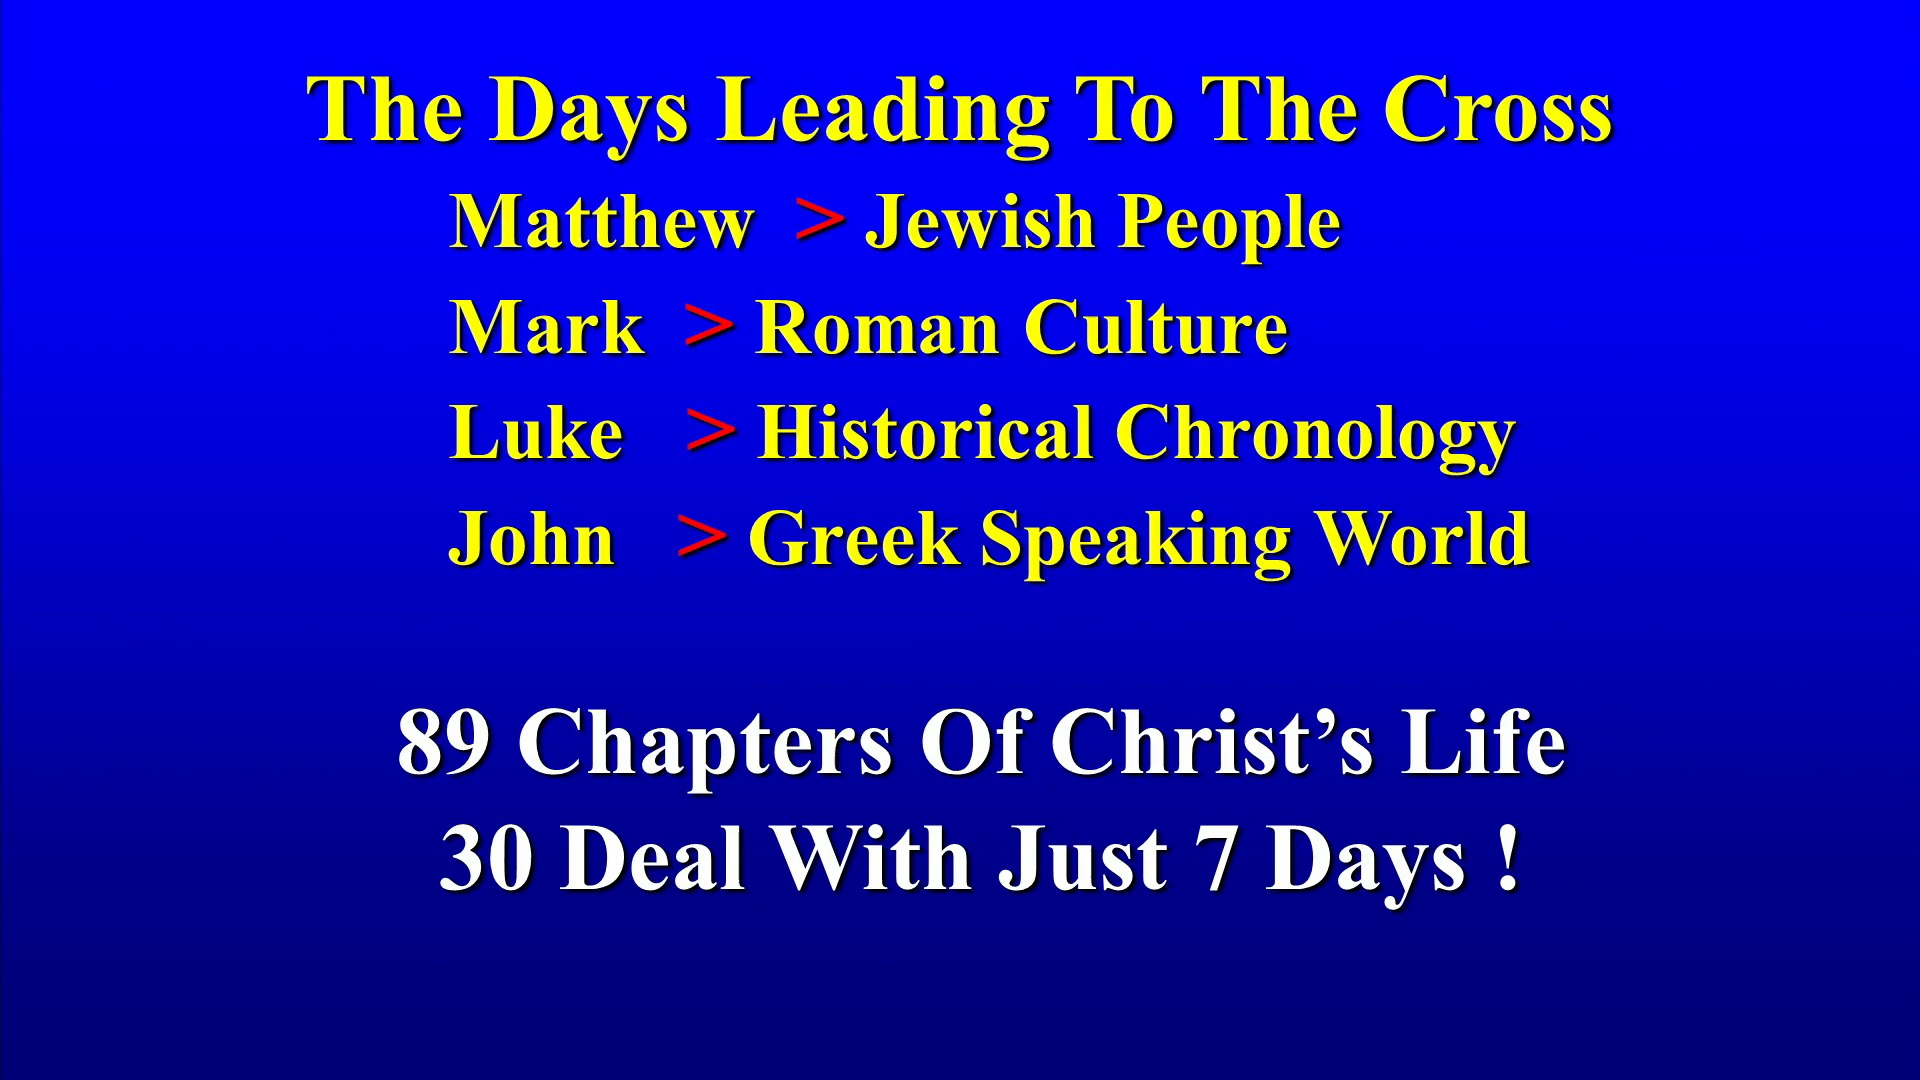 The Days Leading To The Cross
Matthew > Jewish People
Mark > Roman Culture
Luke > Historical Chronology
John > Greek Speaking World
89 Chapters Of Christ’s Life
30 Deal With Just 7 Days !